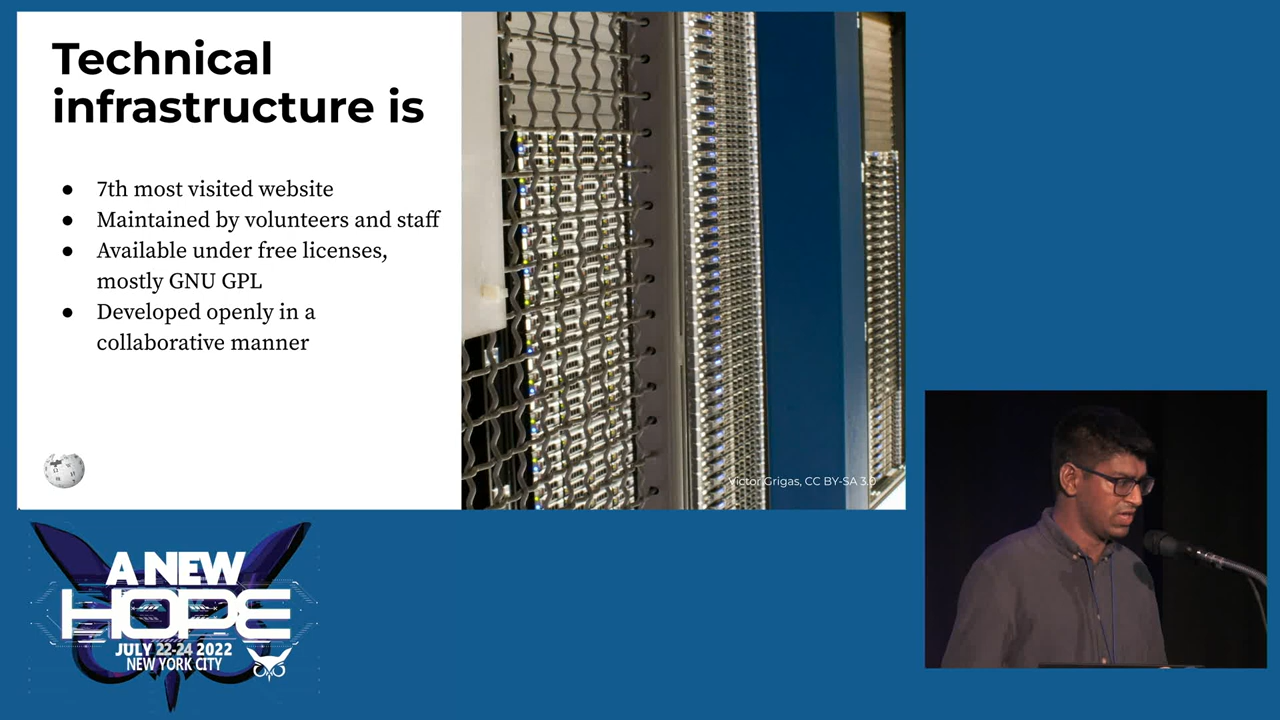 Technical
infrastructure is
● 7th most visited website
● Maintained by volunteers and staff
● Available under free licenses,
mostly GNU GPL
● Developed openly in a
collaborative manner
Victor Grigas, CC BY-SA 3.0
A NEW
HOPE
JULY 22-24 2022
NEW YORK CITY